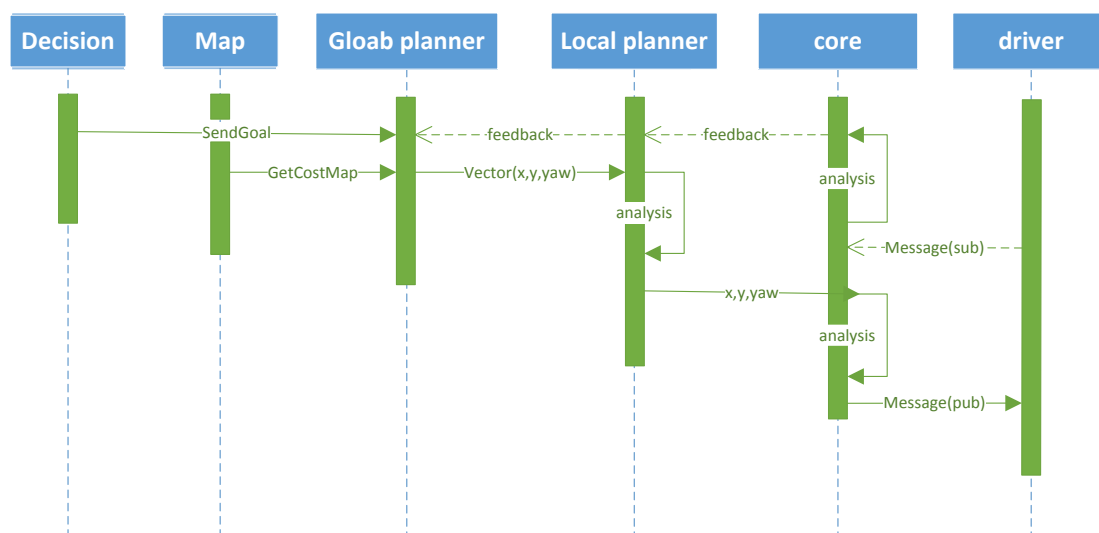 Decision
Map
Gloab planner
Local planner
core
driver
SendGoal
feedback
feedback
GetCostMap
Vector(x,y,yaw)
analysis
analysis
Message(sub)
x,y,yaw
analysis
Message(pub)